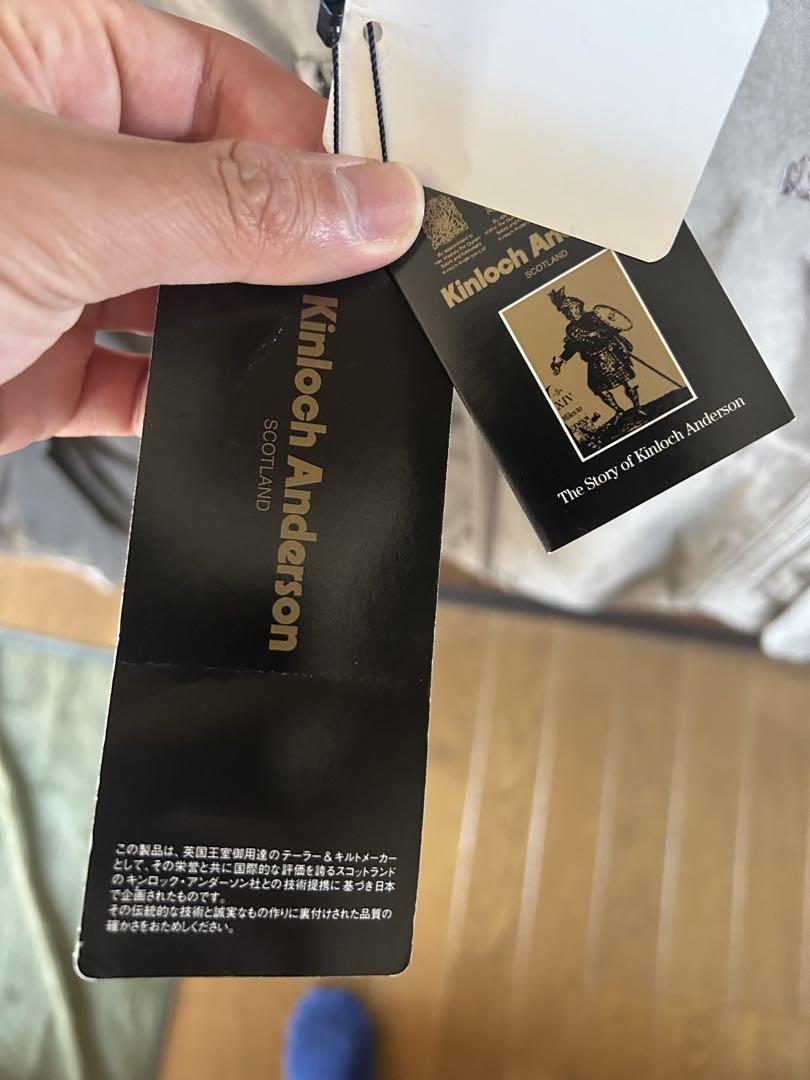 Kinloch Anderson
SCOTLAND
この製品は、英国王室御用達のテーラー&キルトメーカー
として、その栄誉と共に国際的な評価を誇るスコットランド
のキンロック・アンダーソン社との技術提携に基づき日本
で企画されたものです。
その伝統的な技術と誠実なもの作りに裏付けされた品質の
確かさをおためしください。
By appointment to
Kinloch An
SCOTLAND
XIV
Miles to
The Story of Kinloch Anderson